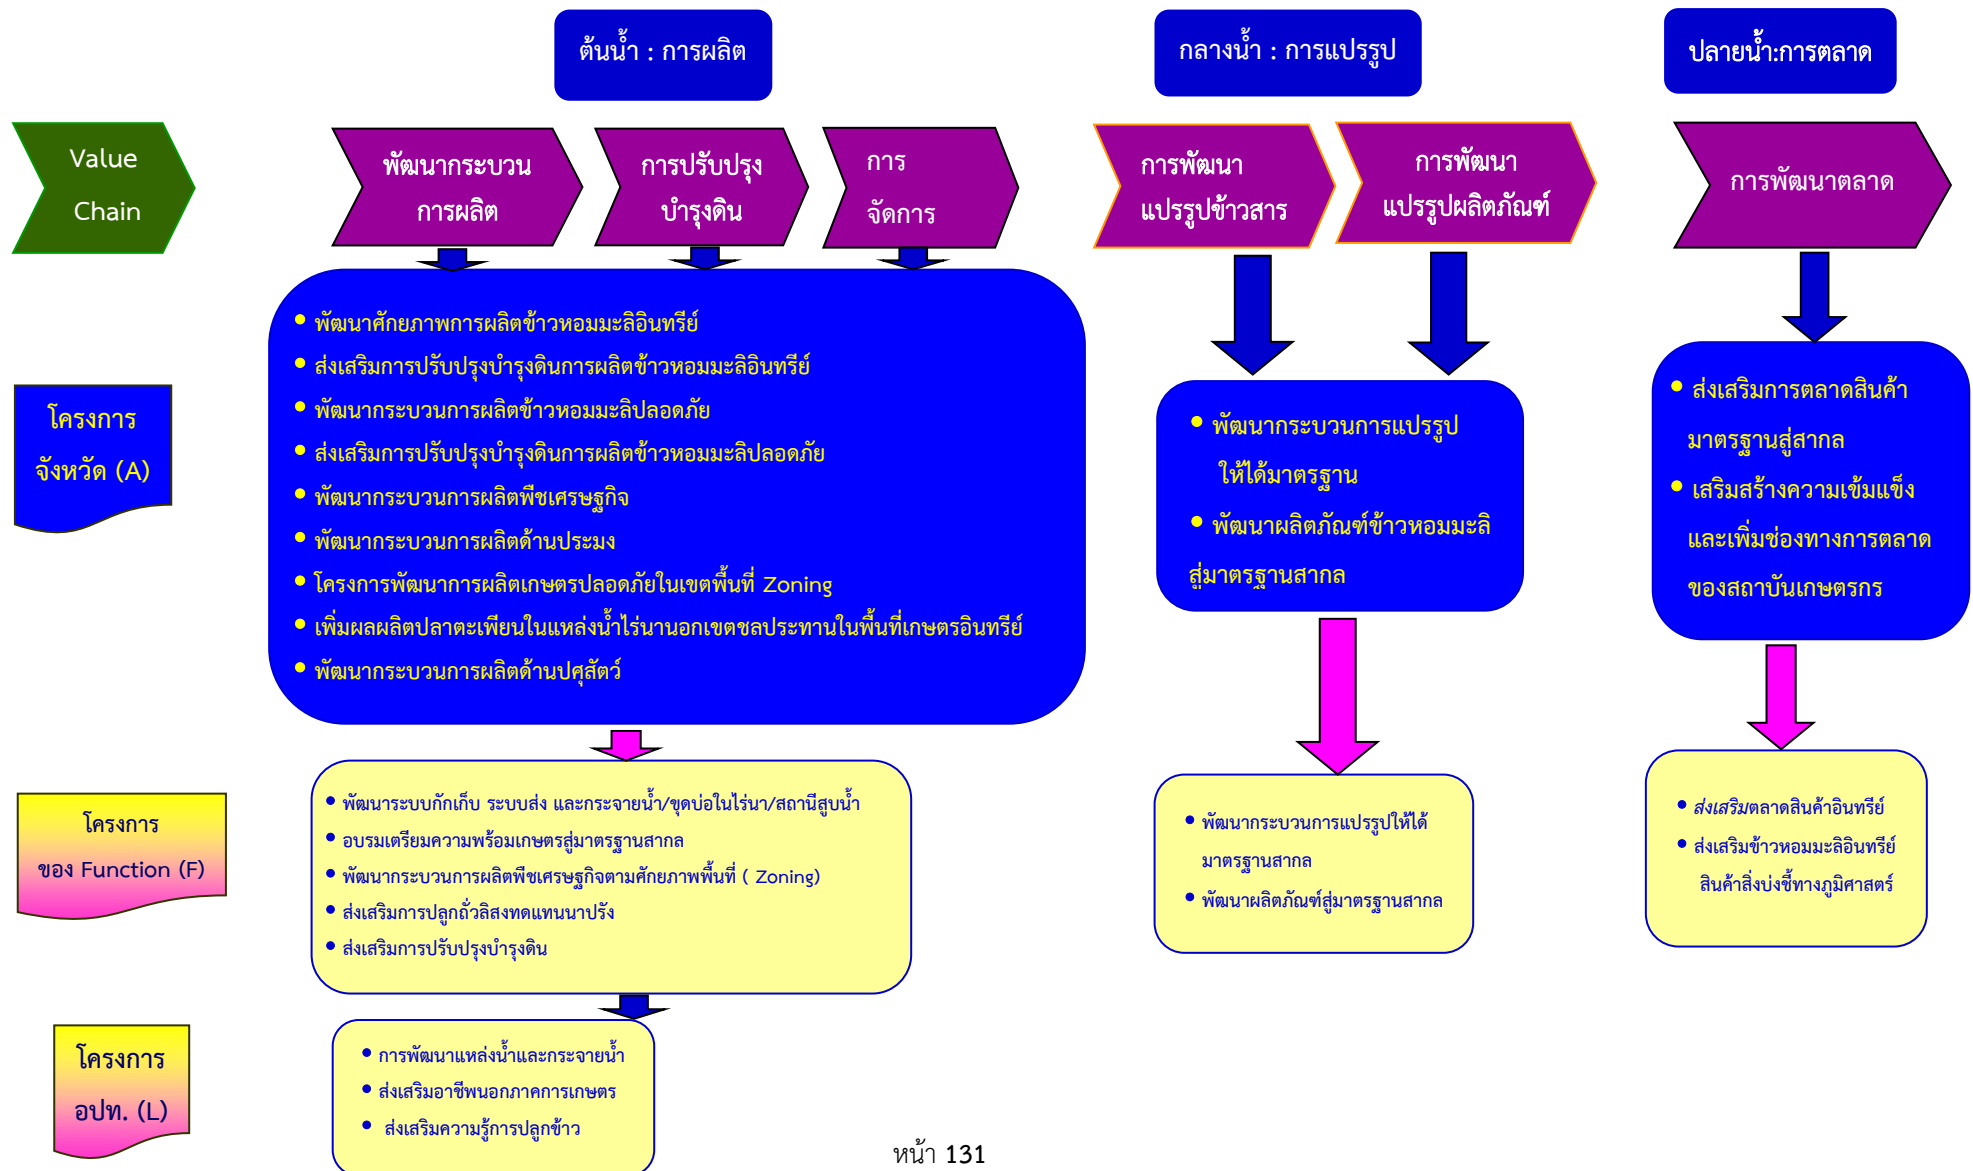 ต้นน้ำ : การผลิต
กลางน้ำ : การแปรรูป
ปลายน้ำ:การตลาด
Value
Chain
พัฒนากระบวน
การผลิต
การปรับปรุง
บำรุงดิน
การ
จัดการ
การพัฒนา
แปรรูปข้าวสาร
การพัฒนา
แปรรูปผลิตภัณฑ์
การพัฒนาตลาด
โครงการ
จังหวัด (A)
• พัฒนาศักยภาพการผลิตข้าวหอมมะลิอินทรีย์
• ส่งเสริมการปรับปรุงบำรุงดินการผลิตข้าวหอมมะลิอินทรีย์
• พัฒนากระบวนการผลิตข้าวหอมมะลิปลอดภัย
• ส่งเสริมการปรับปรุงบำรุงดินการผลิตข้าวหอมมะลิปลอดภัย
• พัฒนากระบวนการผลิตพืชเศรษฐกิจ
• พัฒนากระบวนการผลิตด้านประมง
• โครงการพัฒนาการผลิตเกษตรปลอดภัยในเขตพื้นที่ Zoning
• เพิ่มผลผลิตปลาตะเพียนในแหล่งน้ำไร่นานอกเขตชลประทานในพื้นที่เกษตรอินทรีย์
• พัฒนากระบวนการผลิตด้านปศุสัตว์
• พัฒนากระบวนการแปรรูป
ให้ได้มาตรฐาน
• พัฒนาผลิตภัณฑ์ข้าวหอมมะลิ
สู่มาตรฐานสากล
• ส่งเสริมการตลาดสินค้า
มาตรฐานสู่สากล
• เสริมสร้างความเข้มแข็ง
และเพิ่มช่องทางการตลาด
ของสถาบันเกษตรกร
โครงการ
ของ Function (F)
• พัฒนาระบบกักเก็บ ระบบส่ง และกระจายน้ำ/ขุดบ่อในไร่นา/สถานีสูบน้ำ
• อบรมเตรียมความพร้อมเกษตรสู่มาตรฐานสากล
• พัฒนากระบวนการผลิตพืชเศรษฐกิจตามศักยภาพพื้นที่ ( Zoning)
• ส่งเสริมการปลูกถั่วลิสงทดแทนนาปรัง
• ส่งเสริมการปรับปรุงบำรุงดิน
• พัฒนากระบวนการแปรรูปให้ได้
มาตรฐานสากล
• พัฒนาผลิตภัณฑ์สู่มาตรฐานสากล
• ส่งเสริมตลาดสินค้าอินทรีย์
• ส่งเสริมข้าวหอมมะลิอินทรีย์
สินค้าสิ่งบ่งชี้ทางภูมิศาสตร์
โครงการ
อปท. (L)
• การพัฒนาแหล่งน้ำและกระจายน้ำ
• ส่งเสริมอาชีพนอกภาคการเกษตร
• ส่งเสริมความรู้การปลูกข้าว
หน้า 131